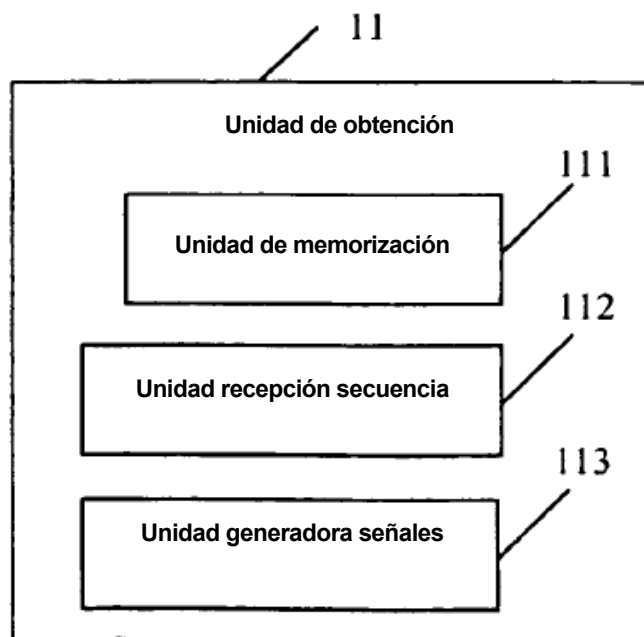 11
Unidad de obtención
111
Unidad de memorización
112
Unidad recepción secuencia
113
Unidad generadora señales